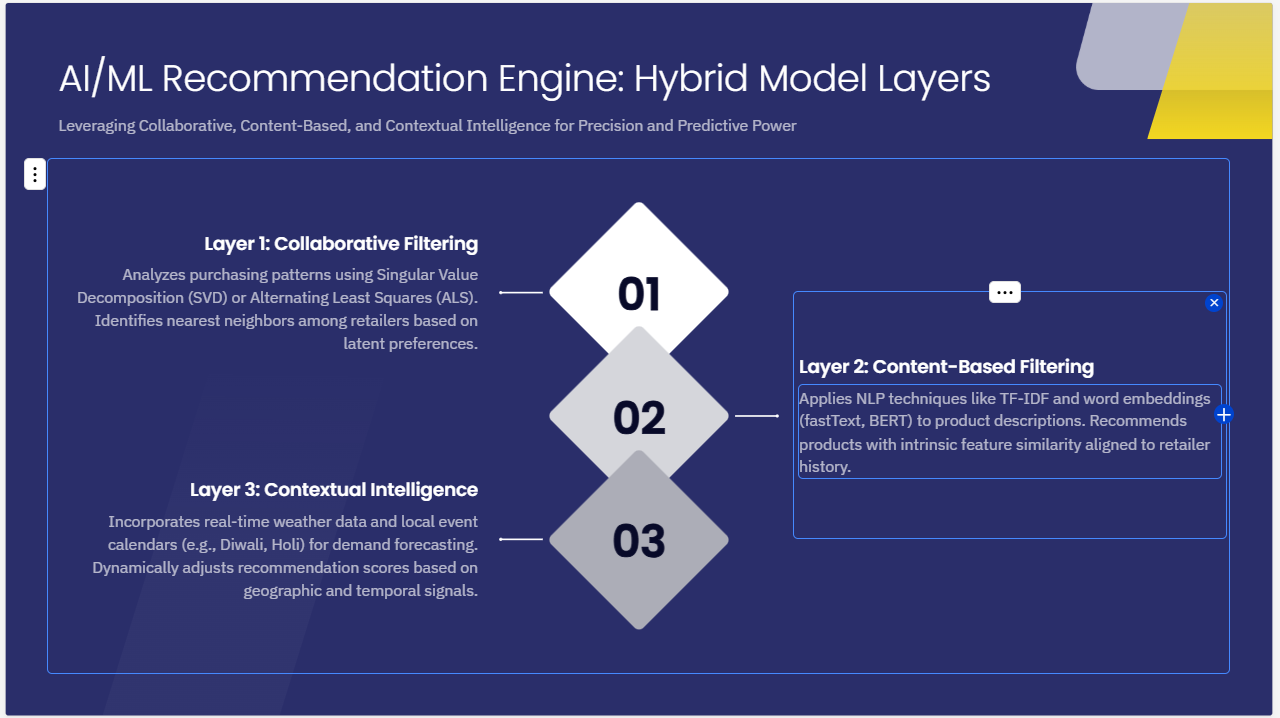 AI/ML Recommendation Engine: Hybrid Model Layers
Leveraging Collaborative, Content-Based, and Contextual Intelligence for Precision and Predictive Power
Layer 1: Collaborative Filtering
Analyzes purchasing patterns using Singular Value
Decomposition (SVD) or Alternating Least Squares (ALS).
Identifies nearest neighbors among retailers based on
latent preferences.
01
02
Layer 2: Content-Based Filtering
Applies NLP techniques like TF-IDF and word embeddings
(fastText, BERT) to product descriptions. Recommends
products with intrinsic feature similarity aligned to retailer
history.
Layer 3: Contextual Intelligence
Incorporates real-time weather data and local event
calendars (e.g., Diwali, Holi) for demand forecasting.
Dynamically adjusts recommendation scores based on
geographic and temporal signals.
03